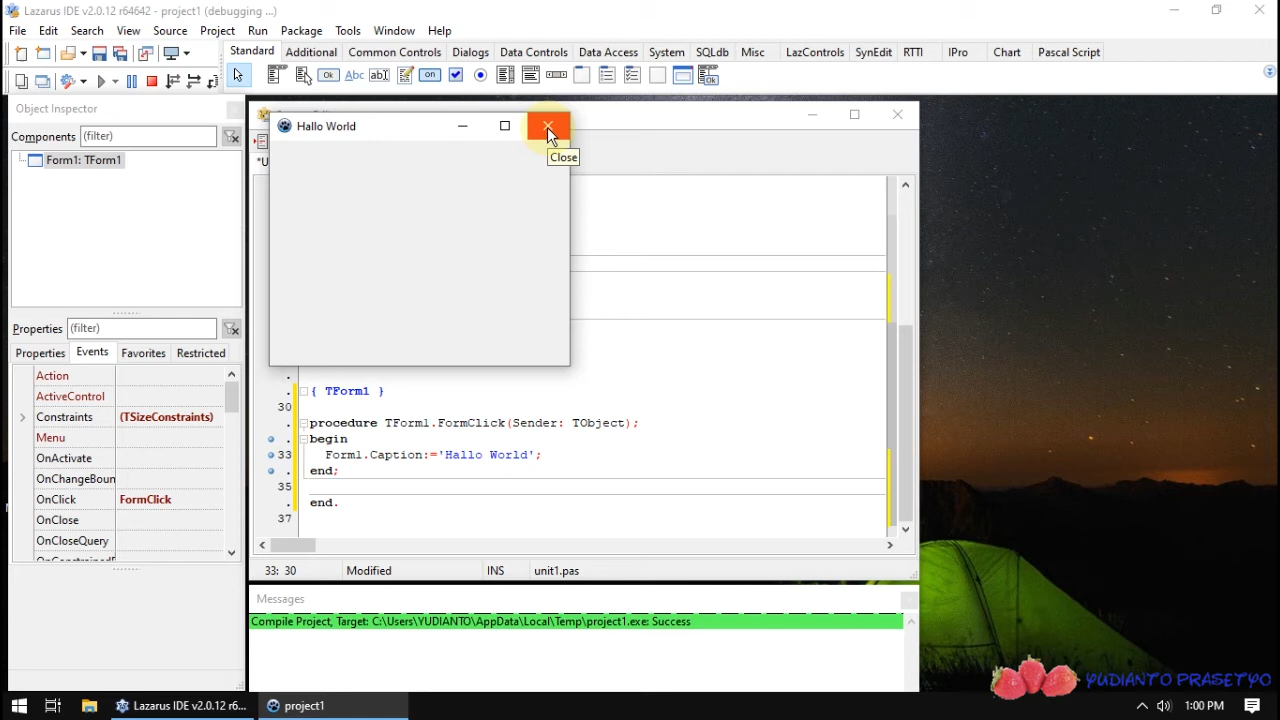 Lazarus IDE v2.0.12 r64642 - project1 (debugging ...)
File Edit Search View Source Project Run Package Tools Window Help
Standard Additional Common Controls Dialogs Data Controls Data Access System SQLdb Misc LazControls SynEdit RTTI IPro Chart Pascal Script
Ok Abc ab[ on
Object Inspector
Components (filter)
Form1: TForm1
Properties (filter)
Properties Events Favorites Restricted
Action
ActiveControl
Constraints (TSizeConstraints)
Menu
OnActivate
OnChangeBoun
OnClick FormClick
OnClose
OnCloseQuery
Hallo World
Close
*U
. { TForm1 }
30
. procedure TForm1.FormClick(Sender: TObject);
. begin
33 Form1.Caption:='Hallo World';
. end;
35
. end.
37
33: 30 Modified INS unit1.pas
Messages
Compile Project, Target: C:\Users\YUDIANTO\AppData\Local\Temp\project1.exe: Success
YUDIANTO PRASETYO
Lazarus IDE v2.0.12 r6... project1 1:00 PM